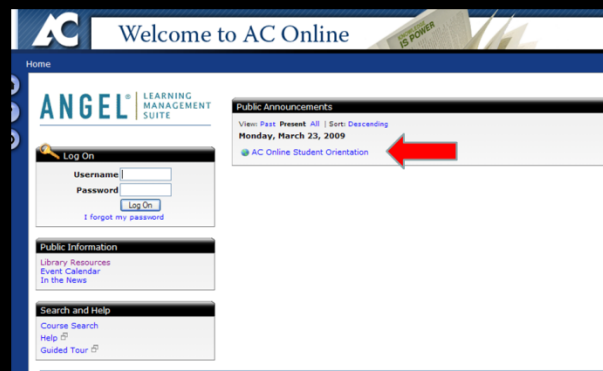 AC
Welcome to AC Online
IS POWER
Home
ANGEL® LEARNING MANAGEMENT SUITE
Public Announcements
View: Past Present All | Sort: Descending
Monday, March 23, 2009
AC Online Student Orientation
Log On
Username
Password
Log On
I forgot my password
Public Information
Library Resources
Event Calendar
In the News
Search and Help
Course Search
Help
Guided Tour